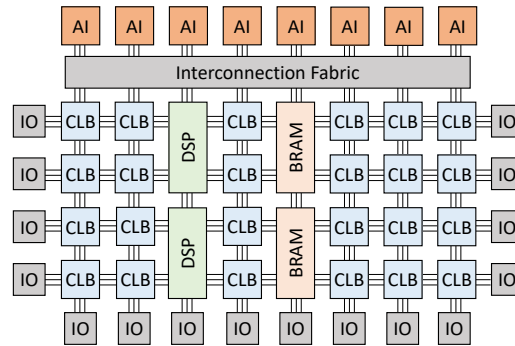 AI AI AI AI AI AI AI AI
Interconnection Fabric
IO CLB CLB CLB CLB CLB CLB IO
DSP BRAM
IO CLB CLB CLB CLB CLB CLB IO
IO CLB CLB CLB CLB CLB CLB IO
DSP BRAM
IO CLB CLB CLB CLB CLB CLB IO
IO IO IO IO IO IO IO IO